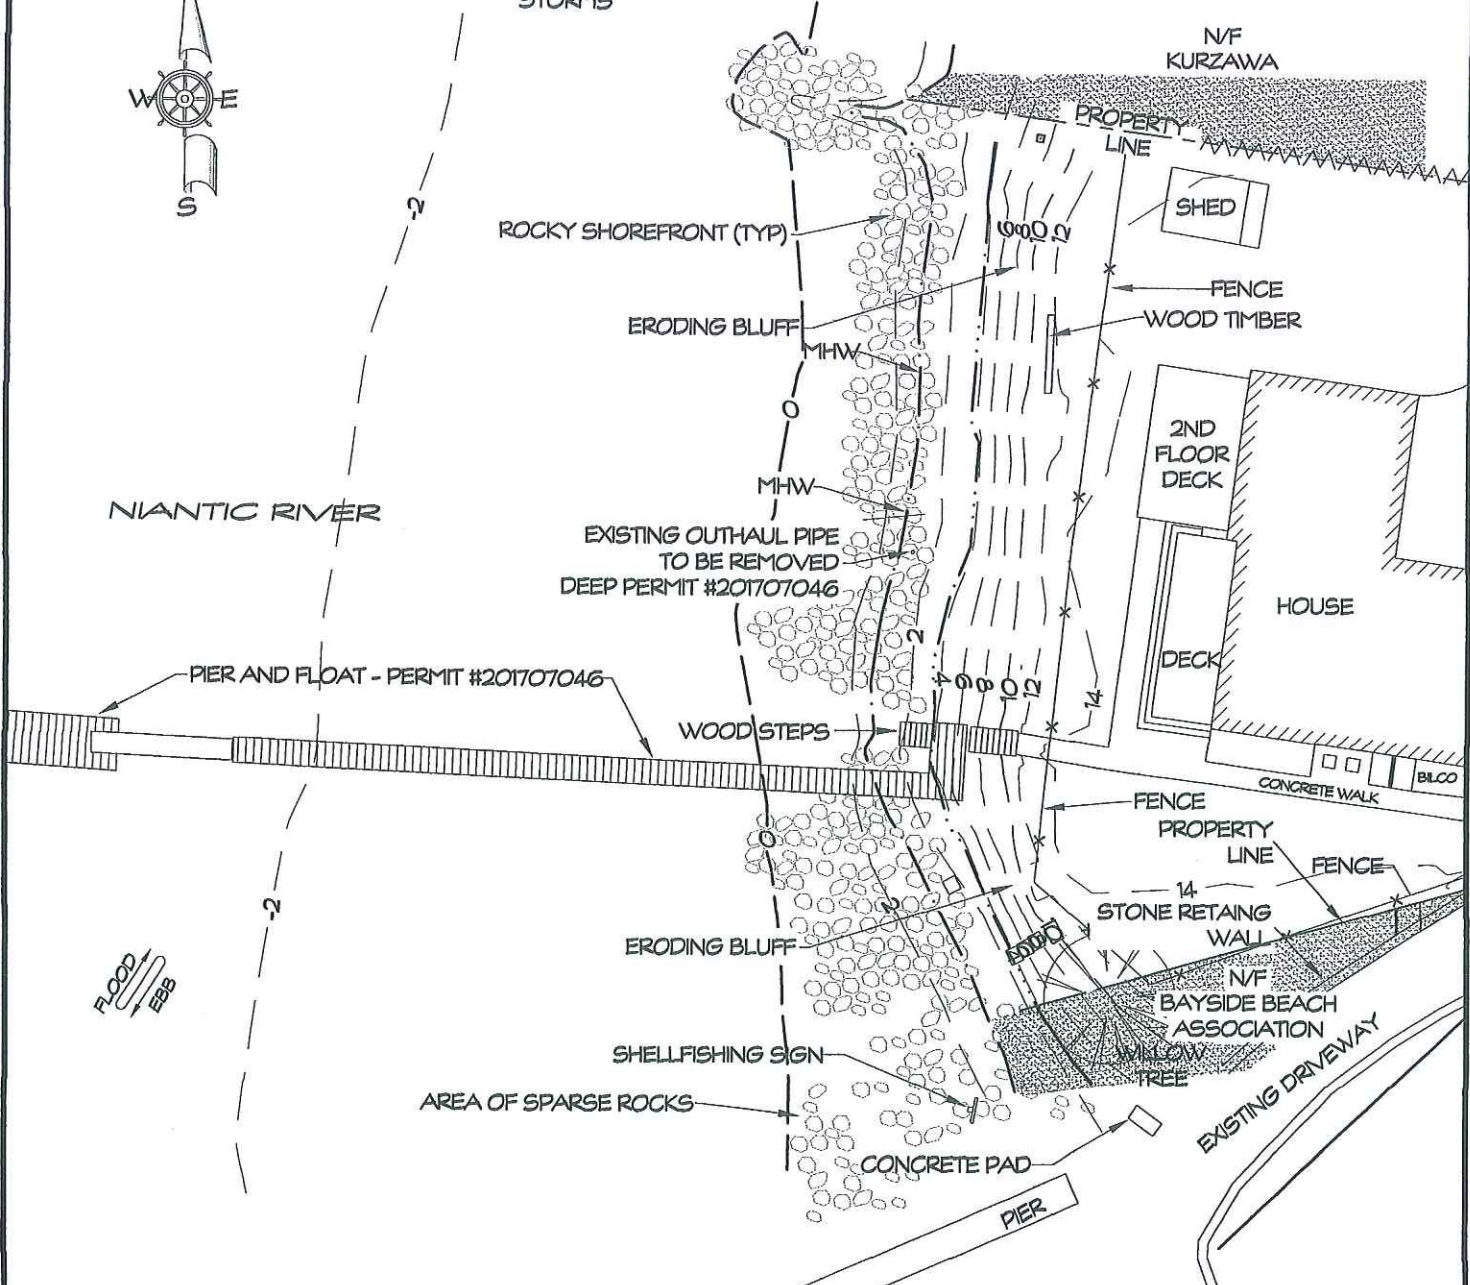 STORMS
N/F
KURZAWA
W
E
S
PROPERTY
LINE
-2
SHED
ROCKY SHOREFRONT (TYP)
6 8 10 12
FENCE
ERODING BLUFF
WOOD TIMBER
MHW
0
2ND
FLOOR
DECK
MHW
NIANTIC RIVER
EXISTING OUTHAUL PIPE
TO BE REMOVED
DEEP PERMIT #201707046
HOUSE
2
DECK
PIER AND FLOAT - PERMIT #201707046
4 6 8 10 12
14
WOOD STEPS
BILCO
CONCRETE WALK
FENCE
PROPERTY
LINE
0
FENCE
14
-2
2
STONE RETAING
WALL
ERODING BLUFF
FLOOD
EBB
N/F
BAYSIDE BEACH
ASSOCIATION
SHELLFISHING SIGN
WILLOW
TREE
AREA OF SPARSE ROCKS
EXISTING DRIVEWAY
CONCRETE PAD
PIER